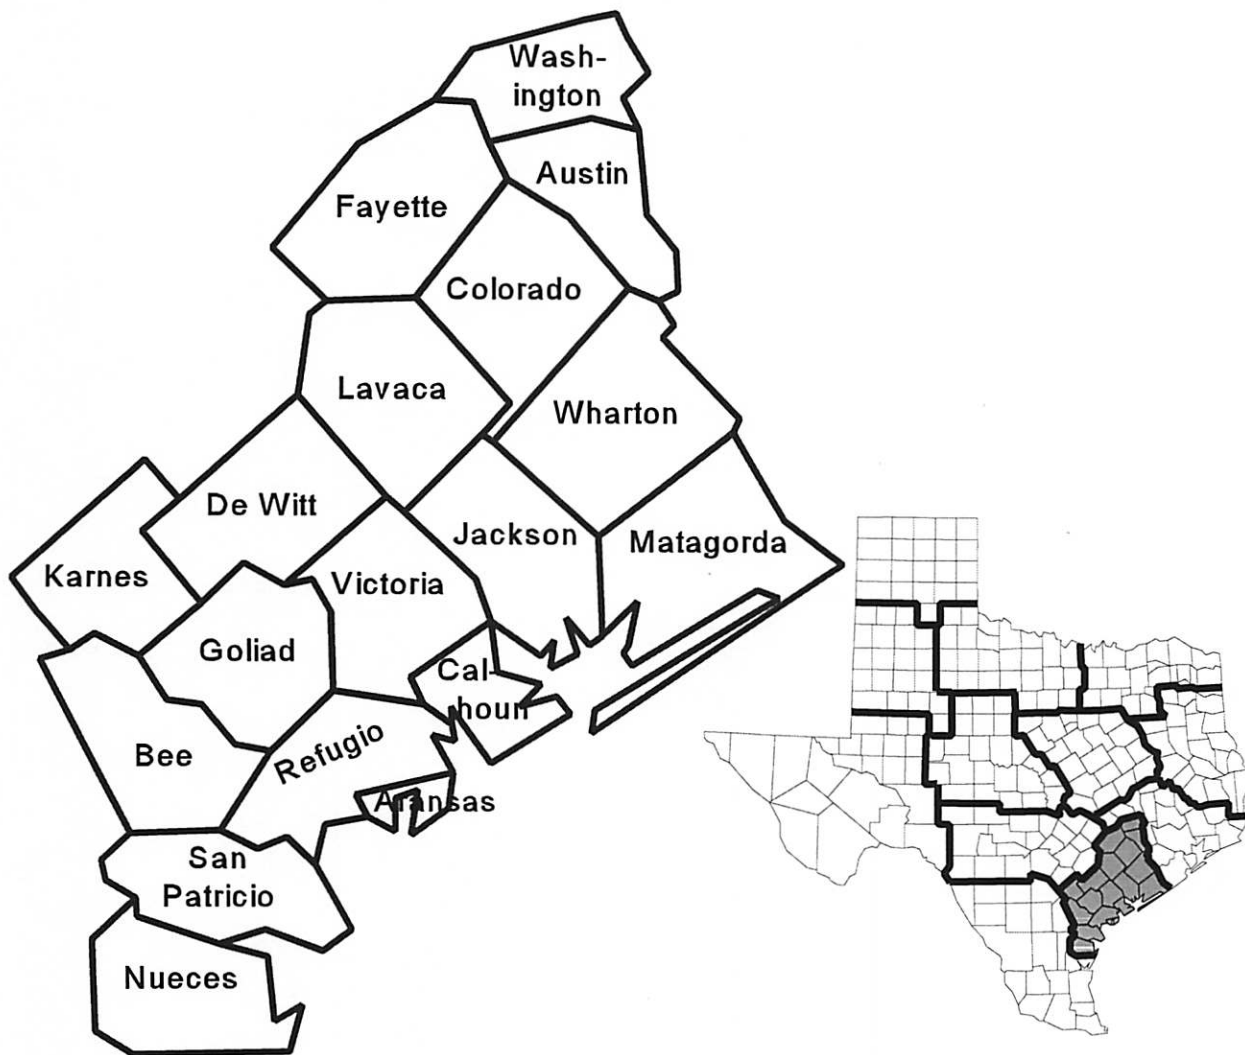 Wash-
ington
Austin
Fayette
Colorado
Lavaca
Wharton
De Witt
Jackson
Matagorda
Karnes
Victoria
Goliad
Cal-
houn
Refugio
Bee
Aransas
San
Patricio
Nueces